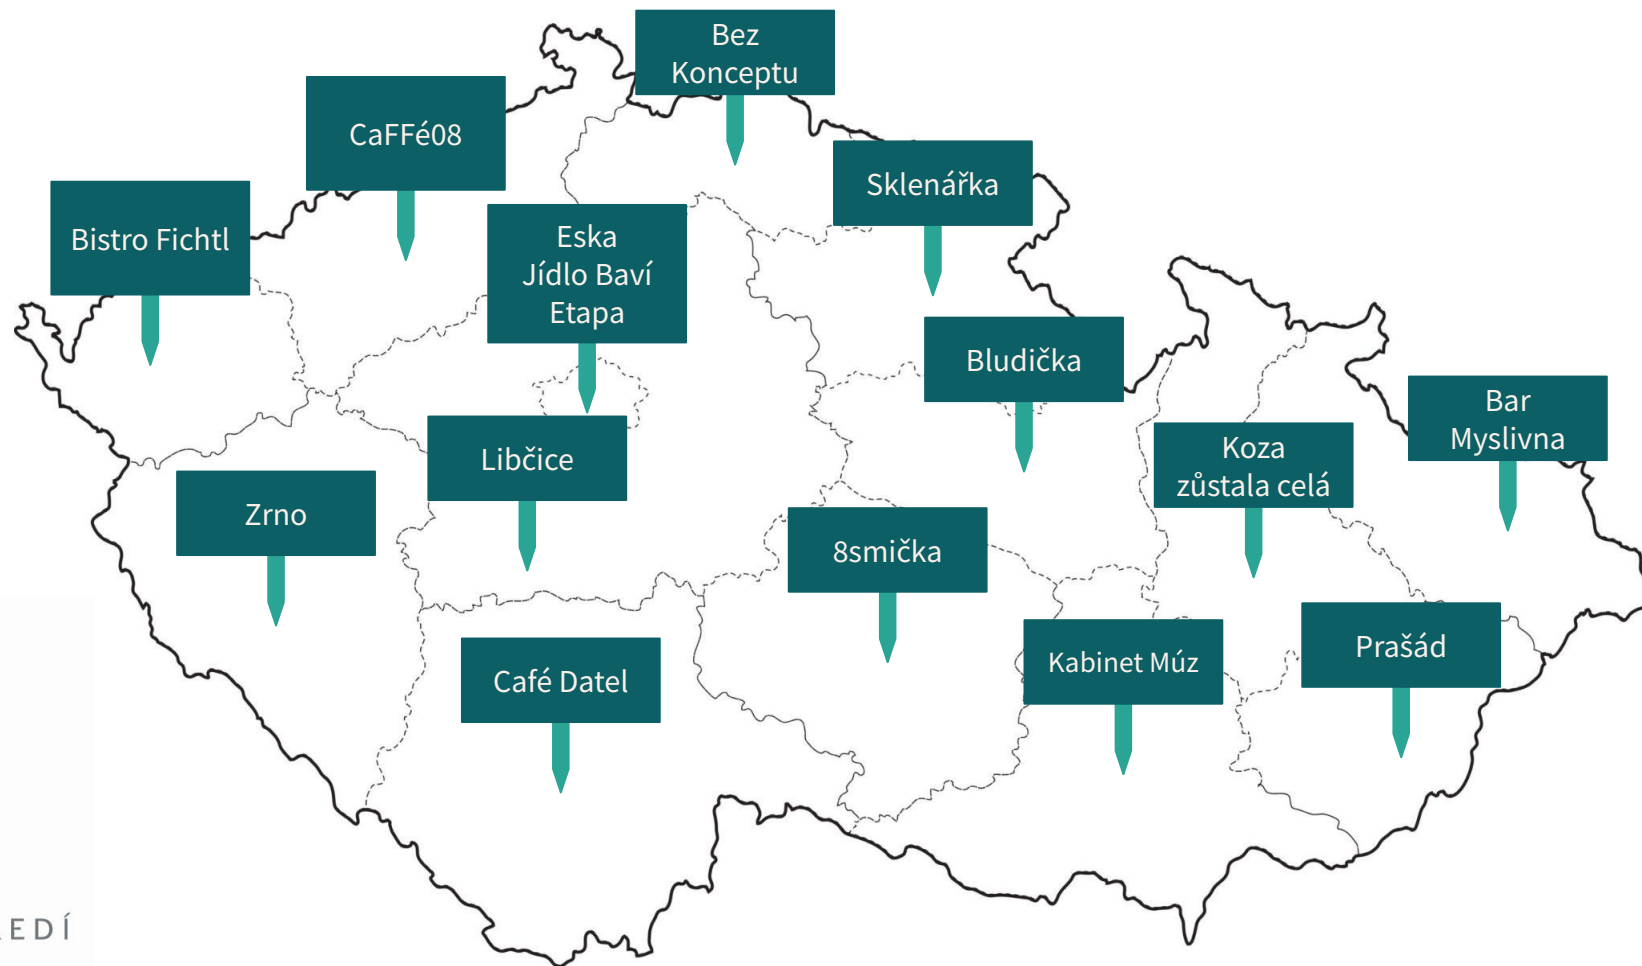 Bez
Konceptu
CaFFé08
Sklenářka
Bistro Fichtl
Eska
Jídlo Baví
Etapa
Bludička
Bar
Myslivna
Koza
zůstala celá
Libčice
Zrno
8smička
Prašád
Kabinet Múz
Café Datel
EDÍ